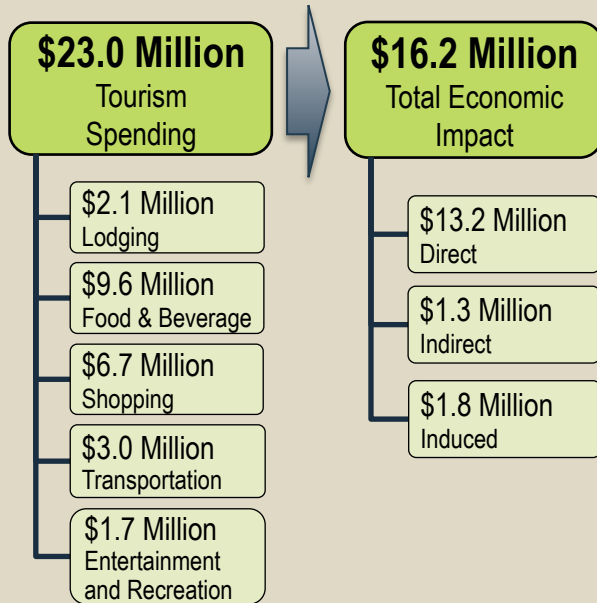 $23.0 Million
Tourism
Spending
$2.1 Million
Lodging
$9.6 Million
Food & Beverage
$6.7 Million
Shopping
$3.0 Million
Transportation
$1.7 Million
Entertainment
and Recreation
$16.2 Million
Total Economic
Impact
$13.2 Million
Direct
$1.3 Million
Indirect
$1.8 Million
Induced